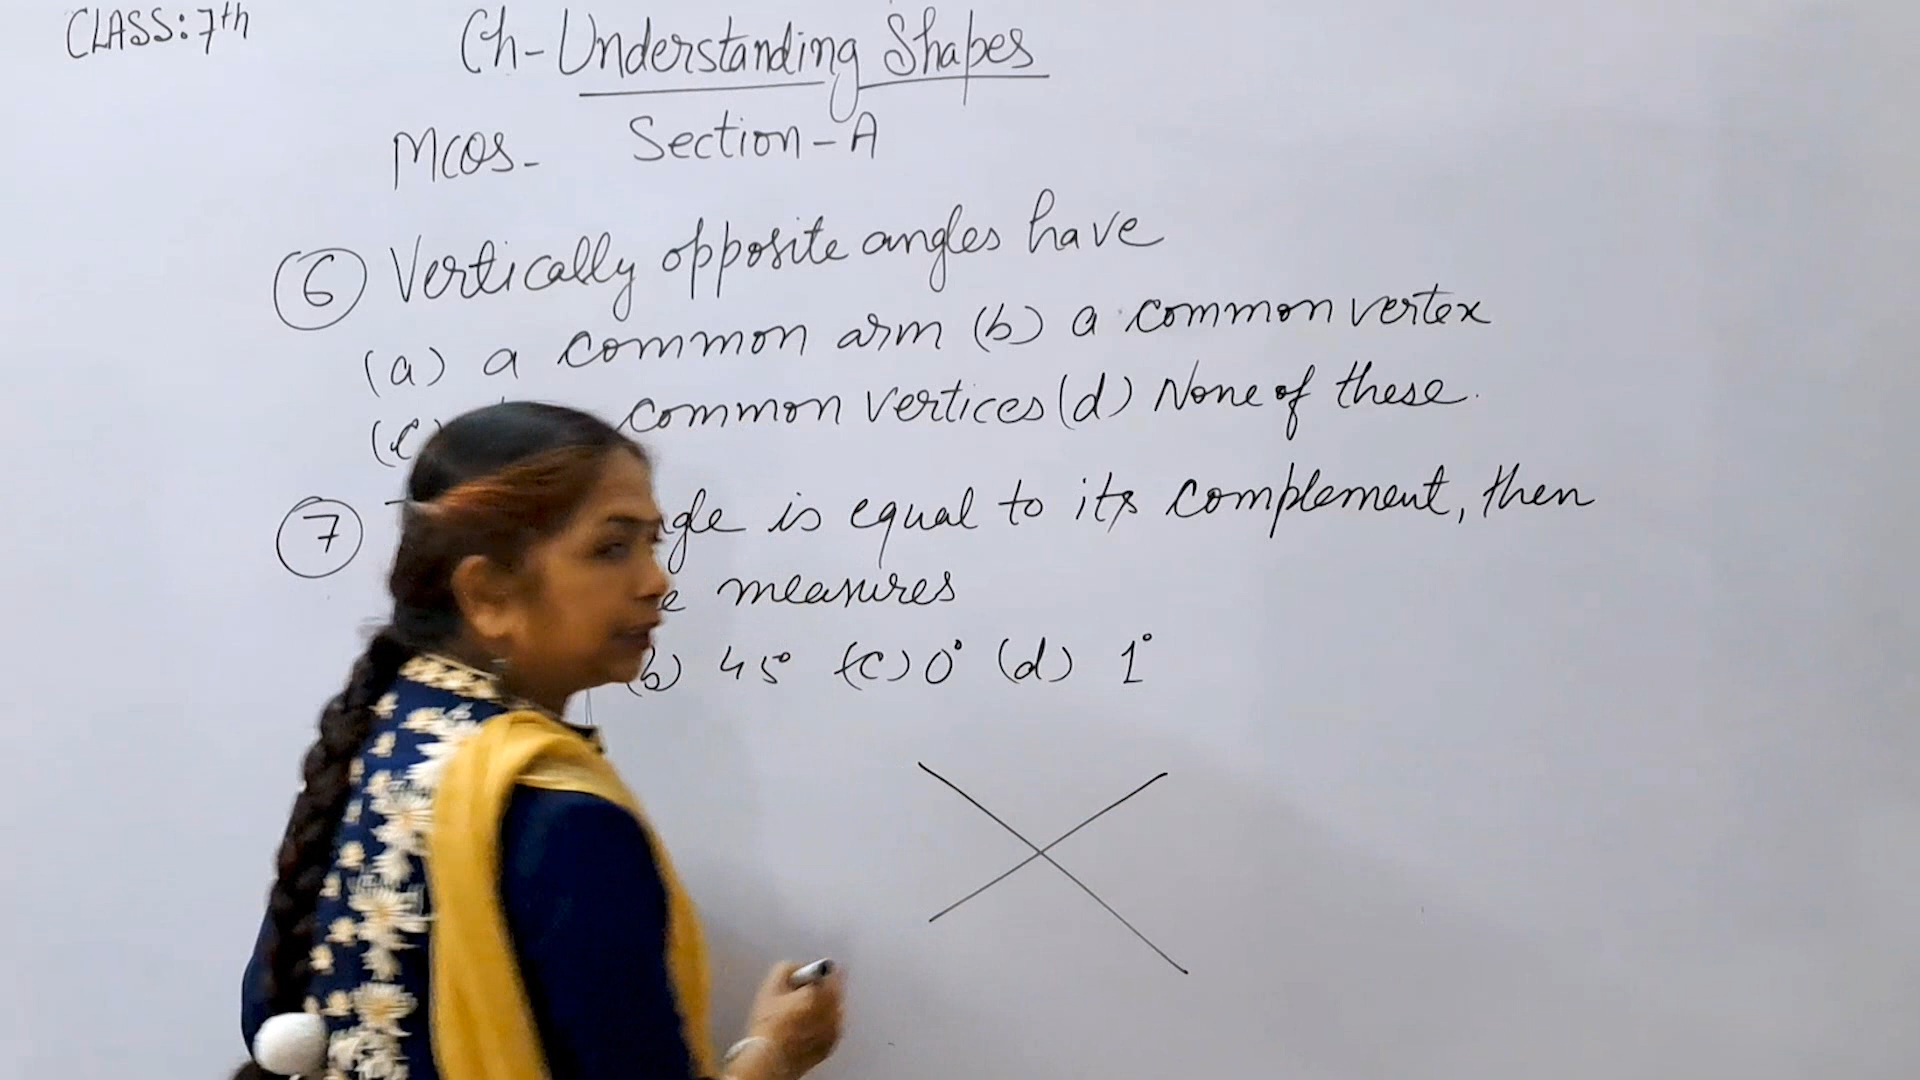 CLASS: 7th
Ch-Understanding Shapes
MCQS- Section-A
6 Vertically opposite angles have
(a) a common arm (b) a common vertex
(c) common vertices (d) None of these.
7 is equal to its complement, then
measures
(b) 45° (c) 0° (d) 1°